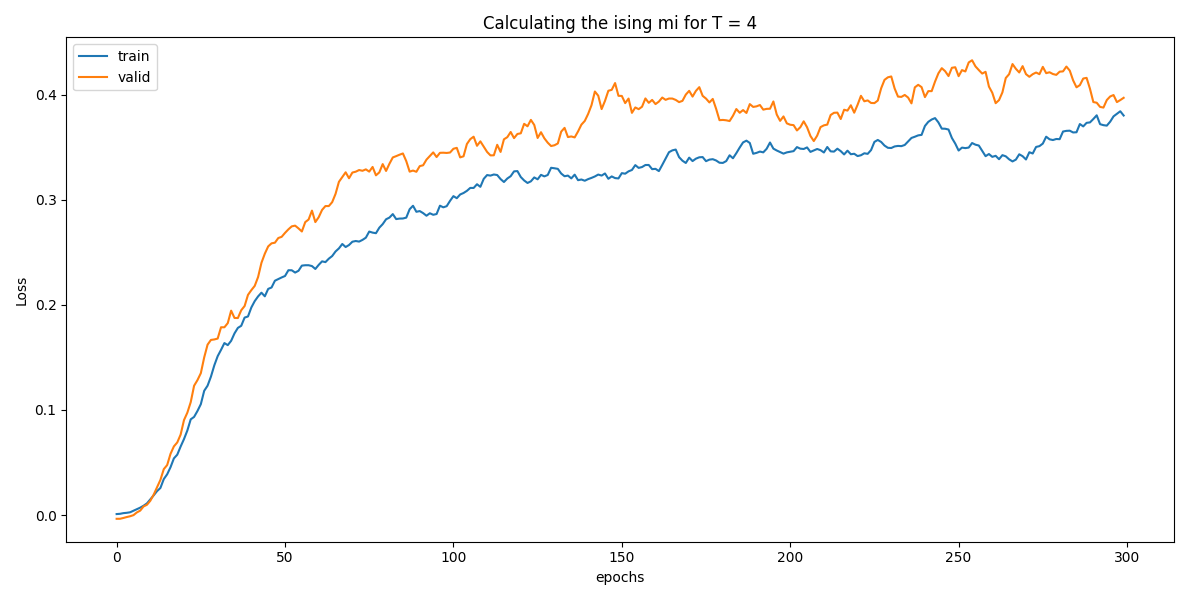 Calculating the ising mi for T = 4
train
valid
Loss
0.4
0.3
0.2
0.1
0.0
0 50 100 150 200 250 300
epochs